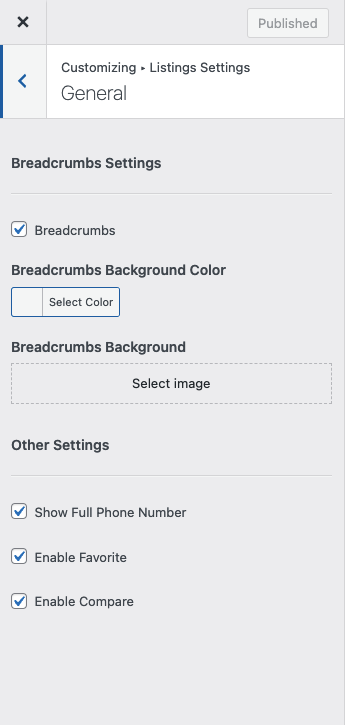 Published
Customizing ▸ Listings Settings
General
Breadcrumbs Settings
Breadcrumbs
Breadcrumbs Background Color
Select Color
Breadcrumbs Background
Select image
Other Settings
Show Full Phone Number
Enable Favorite
Enable Compare